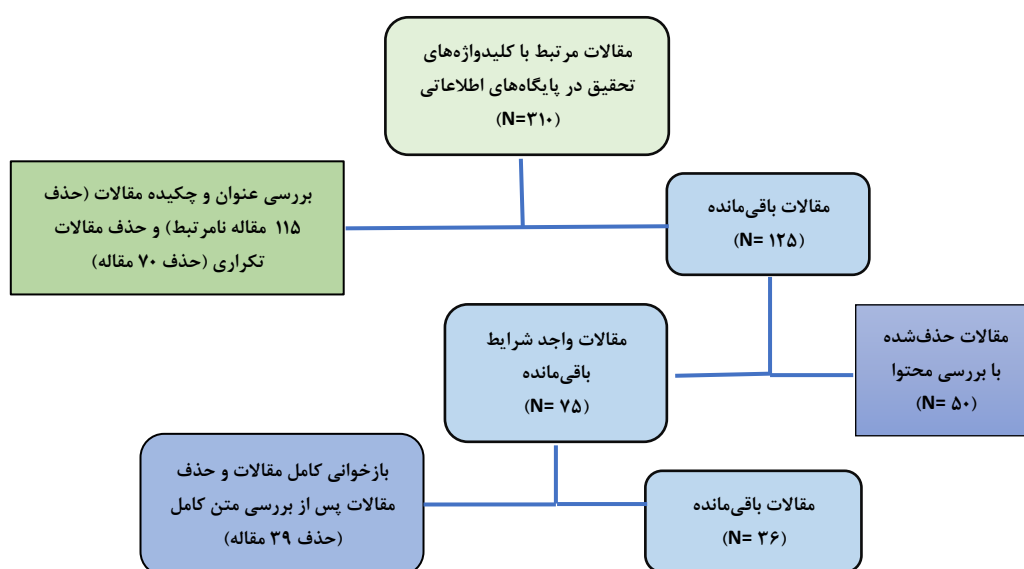 مقالات مرتبط با کلیدواژه‌های
تحقیق در پایگاه‌های اطلاعاتی
(N=۳۱۰)
بررسی عنوان و چکیده مقالات (حذف
۱۱۵ مقاله نامرتبط) و حذف مقالات
تکراری (حذف ۷۰ مقاله)
مقالات باقی‌مانده
(N= ۱۲۵)
مقالات حذف‌شده
با بررسی محتوا
(N= ۵۰)
مقالات واجد شرایط
باقی‌مانده
(N= ۷۵)
بازخوانی کامل مقالات و حذف
مقالات پس از بررسی متن کامل
(حذف ۳۹ مقاله)
مقالات باقی‌مانده
(N= ۳۶)